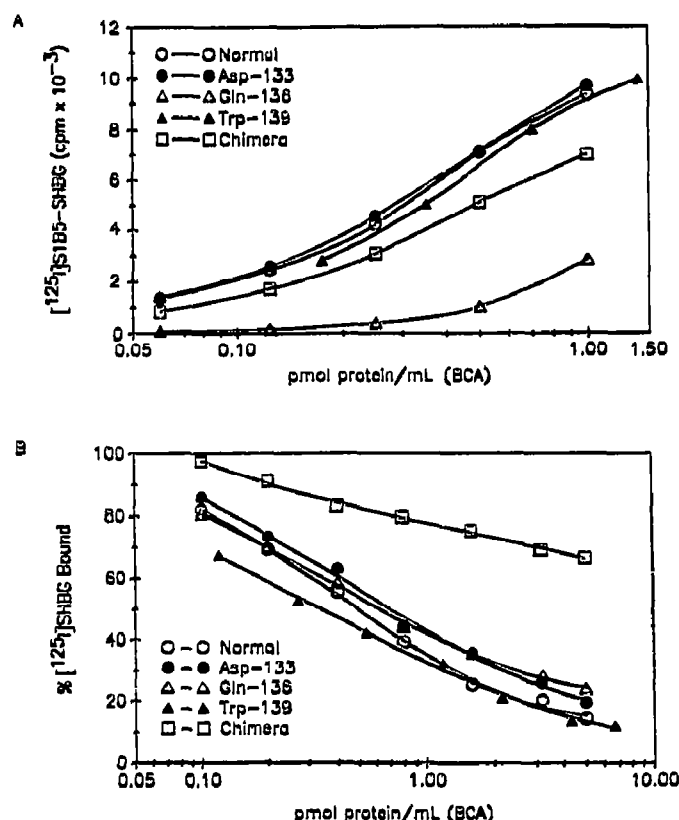 A
[125I]S1B5-SHBG (cpm x 10-3)
12
10
8
6
4
2
0
Normal
Asp-133
Gln-136
Trp-139
Chimera
0.05 0.10 1.00 1.50
pmol protein/mL (BCA)
B
% [125I]SHBG Bound
100
80
60
40
20
0
Normal
Asp-133
Gln-136
Trp-139
Chimera
0.05 0.10 1.00 10.00
pmol protein/mL (BCA)